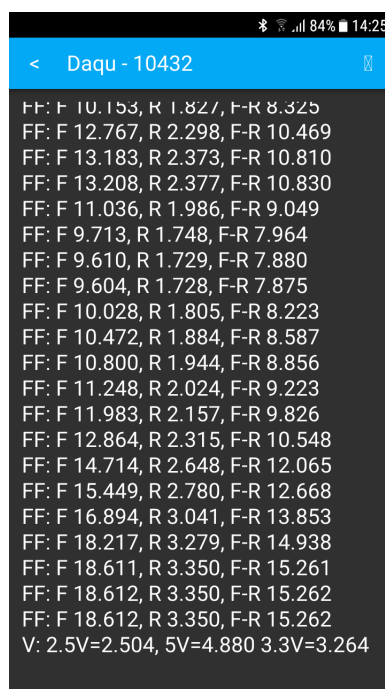 84% 14:25
< Daqu - 10432
FF: F 10.153, R 1.827, F-R 8.325
FF: F 12.767, R 2.298, F-R 10.469
FF: F 13.183, R 2.373, F-R 10.810
FF: F 13.208, R 2.377, F-R 10.830
FF: F 11.036, R 1.986, F-R 9.049
FF: F 9.713, R 1.748, F-R 7.964
FF: F 9.610, R 1.729, F-R 7.880
FF: F 9.604, R 1.728, F-R 7.875
FF: F 10.028, R 1.805, F-R 8.223
FF: F 10.472, R 1.884, F-R 8.587
FF: F 10.800, R 1.944, F-R 8.856
FF: F 11.248, R 2.024, F-R 9.223
FF: F 11.983, R 2.157, F-R 9.826
FF: F 12.864, R 2.315, F-R 10.548
FF: F 14.714, R 2.648, F-R 12.065
FF: F 15.449, R 2.780, F-R 12.668
FF: F 16.894, R 3.041, F-R 13.853
FF: F 18.217, R 3.279, F-R 14.938
FF: F 18.611, R 3.350, F-R 15.261
FF: F 18.612, R 3.350, F-R 15.262
FF: F 18.612, R 3.350, F-R 15.262
V: 2.5V=2.504, 5V=4.880 3.3V=3.264